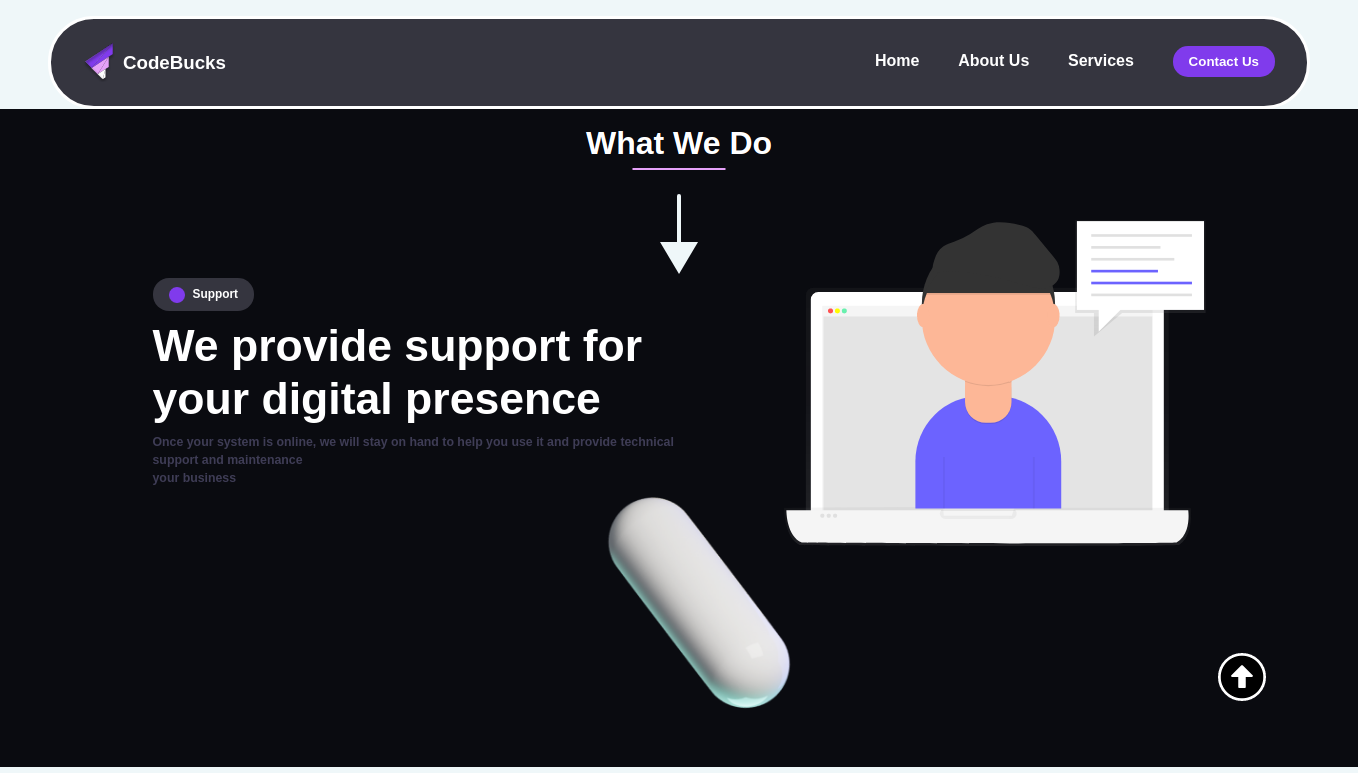 CodeBucks
Home
About Us
Services
Contact Us
What We Do
Support
We provide support for
your digital presence
Once your system is online, we will stay on hand to help you use it and provide technical
support and maintenance
your business